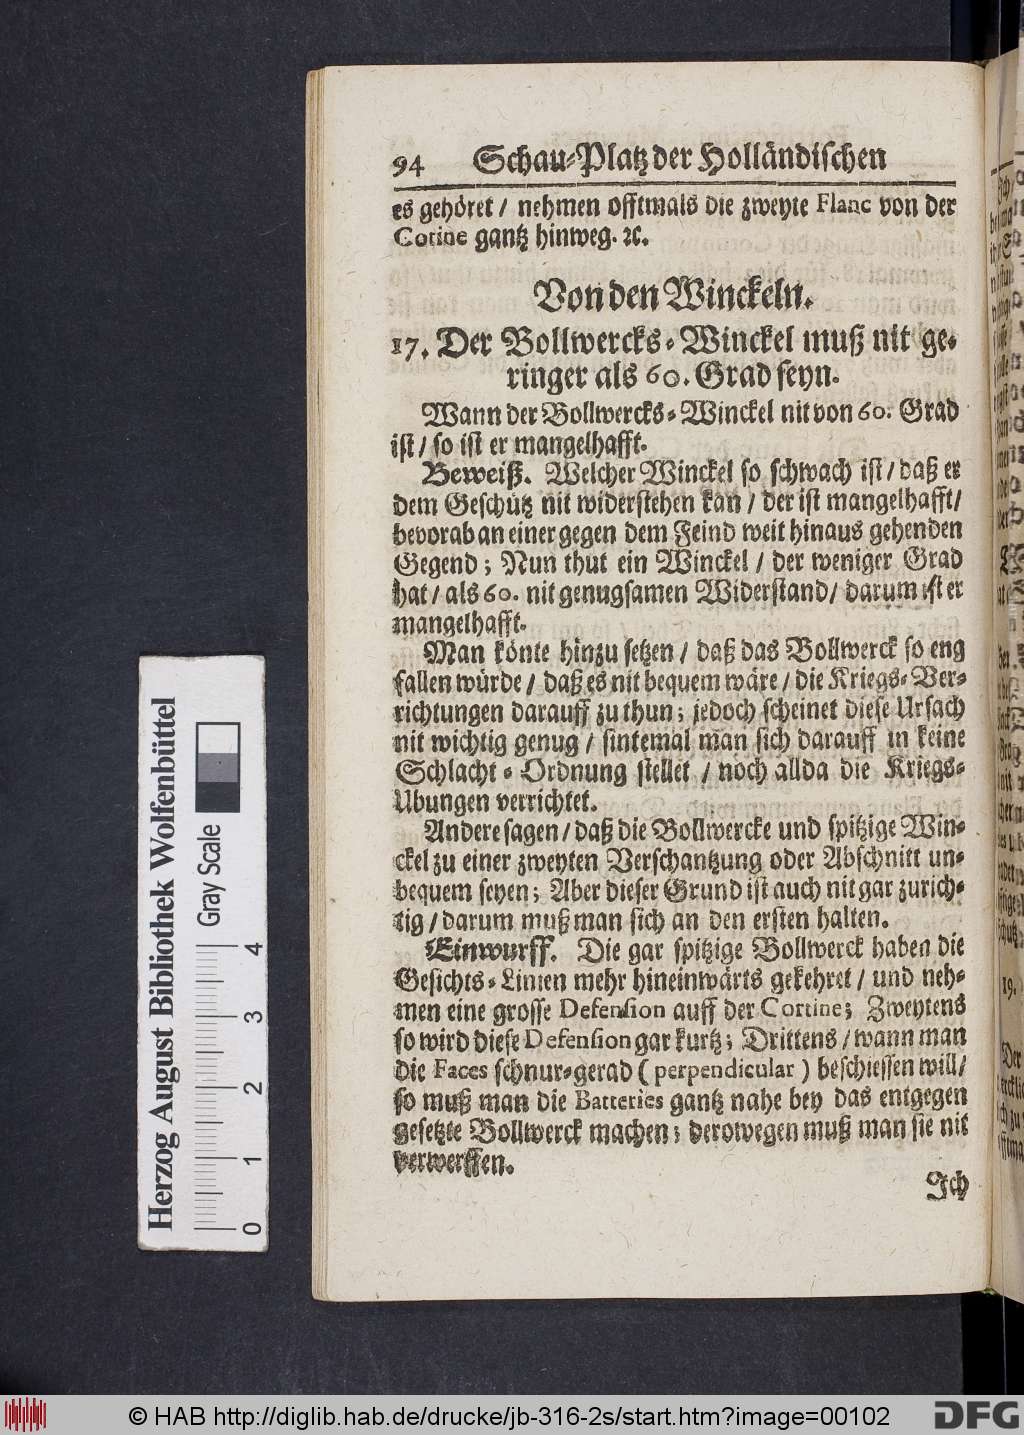 94 Schau-Platz der Holländischen
es gehöret / nehmen offtmals die zweyte Flanc von der
Cortine gantz hinweg. ꝛc.
Von den Winckeln.
17. Der Bollwercks-Winckel muß nit ge-
ringer als 60. Grad seyn.
Wann der Bollwercks-Winckel nit von 60. Grad
ist / so ist er mangelhafft.
Beweiß. Welcher Winckel so schwach ist / daß er
dem Geschütz nit widerstehen kan / der ist mangelhafft /
bevorab an einer gegen dem Feind weit hinaus gehenden
Gegend; Nun thut ein Winckel / der weniger Grad
hat / als 60. nit genugsamen Widerstand / darum ist er
mangelhafft.
Man könte hinzu setzen / daß das Bollwerck so eng
fallen würde / daß es nit bequem wäre / die Kriegs-Ver-
richtungen darauff zu thun; jedoch scheinet diese Ursach
nit wichtig genug / sintemal man sich darauff in keine
Schlacht-Ordnung stellet / noch allda die Kriegs-
Ubungen verrichtet.
Andere sagen / daß die Bollwercke und spitzige Win-
ckel zu einer zweyten Verschantzung oder Abschnitt un-
bequem seyen; Aber dieser Grund ist auch nit gar zurich-
tig / darum muß man sich an den ersten halten.
Einwurff. Die gar spitzige Bollwerck haben die
Gesichts-Linien mehr hineinwärts gekehret / und neh-
men eine grosse Defension auff der Cortine; Zweytens
so wird diese Defension gar kurtz; Drittens / wann man
die Faces schnur-gerad (perpendicular) beschiessen will /
so muß man die Batteries gantz nahe bey das entgegen
gesetzte Bollwerck machen; derowegen muß man sie nit
verwerffen.
Ich
Herzog August Bibliothek Wolfenbüttel
Gray Scale
0 1 2 3 4
19.
© HAB http://diglib.hab.de/drucke/jb-316-2s/start.htm?image=00102
DFG